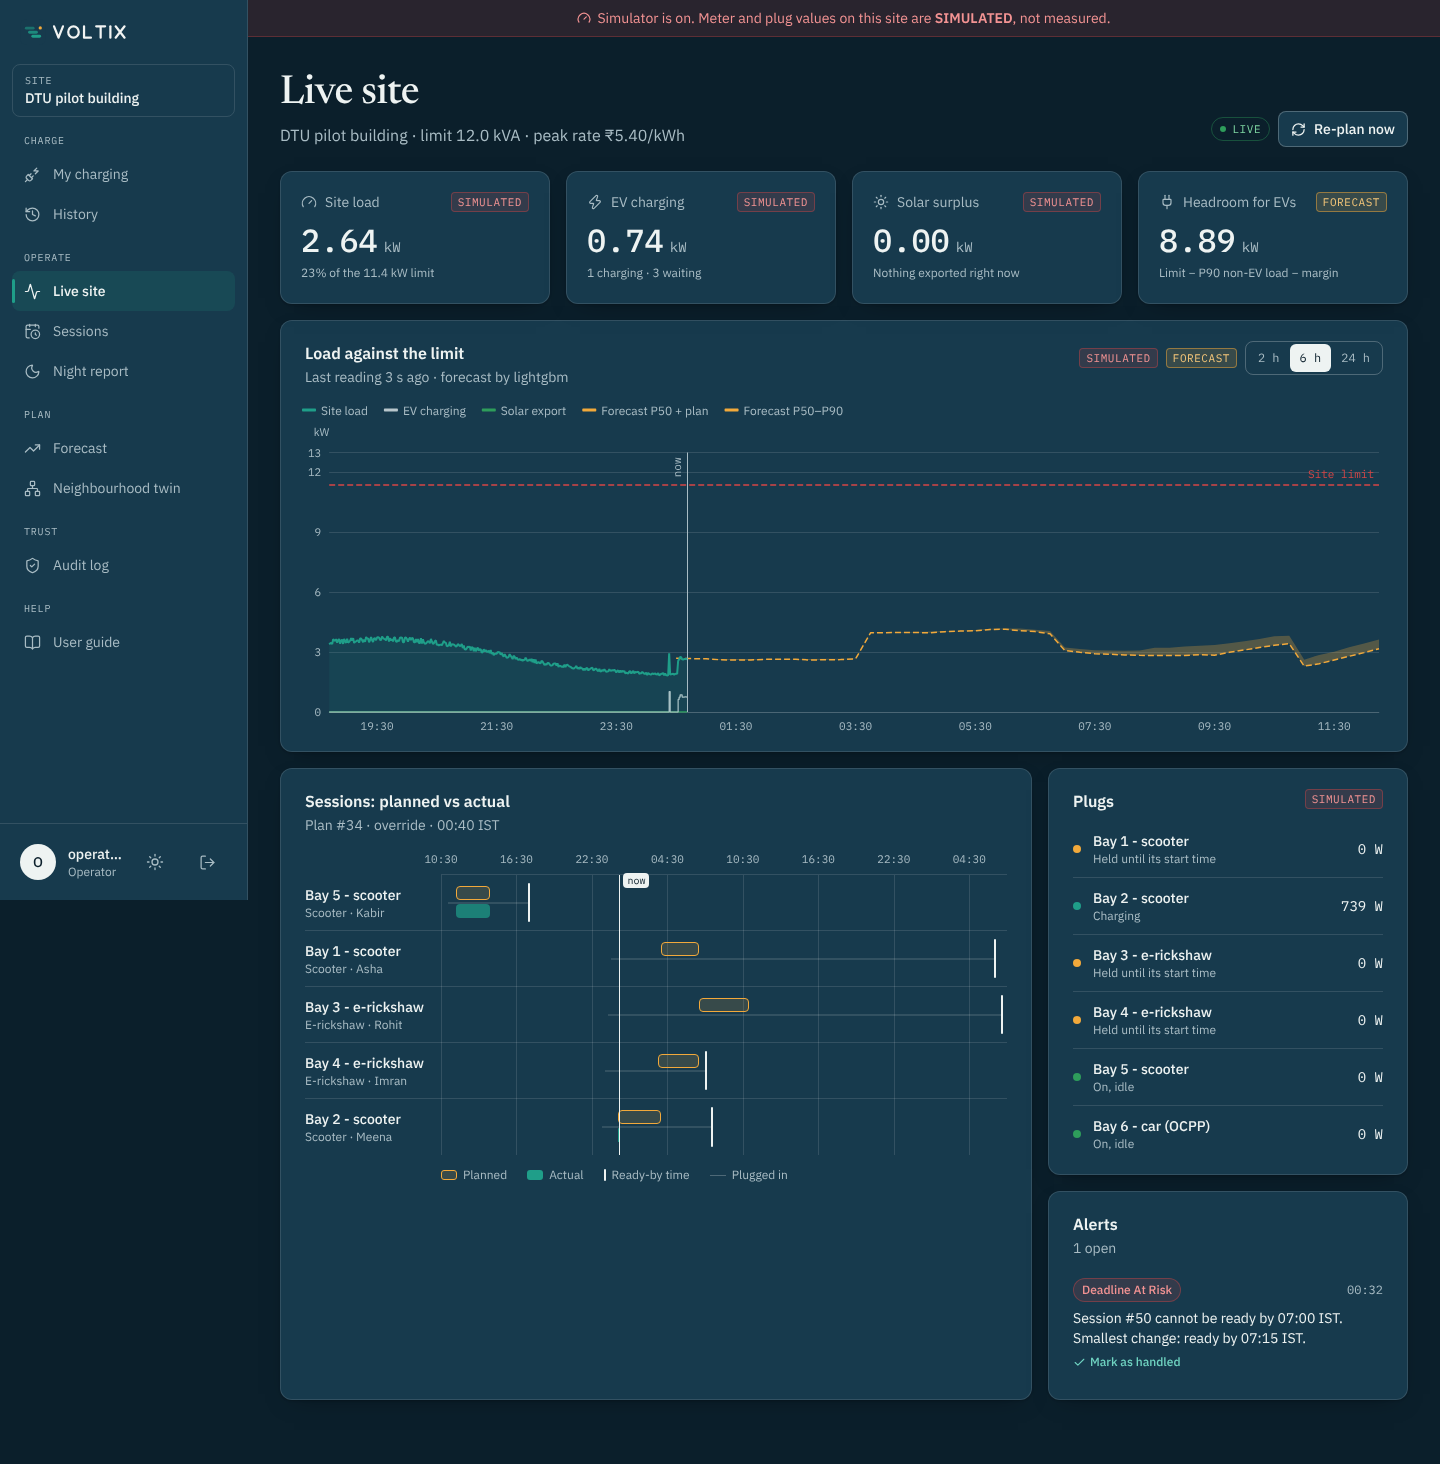 VOLTIX
SITE
DTU pilot building
CHARGE
My charging
History
OPERATE
Live site
Sessions
Night report
PLAN
Forecast
Neighbourhood twin
TRUST
Audit log
HELP
User guide
O
operat...
Operator
Simulator is on. Meter and plug values on this site are SIMULATED, not measured.
Live site
DTU pilot building · limit 12.0 kVA · peak rate ₹5.40/kWh
LIVE
Re-plan now
Site load SIMULATED
2.64 kW
23% of the 11.4 kW limit
EV charging SIMULATED
0.74 kW
1 charging · 3 waiting
Solar surplus SIMULATED
0.00 kW
Nothing exported right now
Headroom for EVs FORECAST
8.89 kW
Limit − P90 non-EV load − margin
Load against the limit
Last reading 3 s ago · forecast by lightgbm
SIMULATED FORECAST 2 h 6 h 24 h
Site load EV charging Solar export Forecast P50 + plan Forecast P50–P90
kW
13
12
9
6
3
0
now
Site limit
19:30 21:30 23:30 01:30 03:30 05:30 07:30 09:30 11:30
Sessions: planned vs actual
Plan #34 · override · 00:40 IST
10:30 16:30 22:30 04:30 10:30 16:30 22:30 04:30
now
Bay 5 - scooter
Scooter · Kabir
Bay 1 - scooter
Scooter · Asha
Bay 3 - e-rickshaw
E-rickshaw · Rohit
Bay 4 - e-rickshaw
E-rickshaw · Imran
Bay 2 - scooter
Scooter · Meena
Planned Actual Ready-by time Plugged in
Plugs SIMULATED
Bay 1 - scooter
Held until its start time
0 W
Bay 2 - scooter
Charging
739 W
Bay 3 - e-rickshaw
Held until its start time
0 W
Bay 4 - e-rickshaw
Held until its start time
0 W
Bay 5 - scooter
On, idle
0 W
Bay 6 - car (OCPP)
On, idle
0 W
Alerts
1 open
Deadline At Risk 00:32
Session #50 cannot be ready by 07:00 IST.
Smallest change: ready by 07:15 IST.
Mark as handled